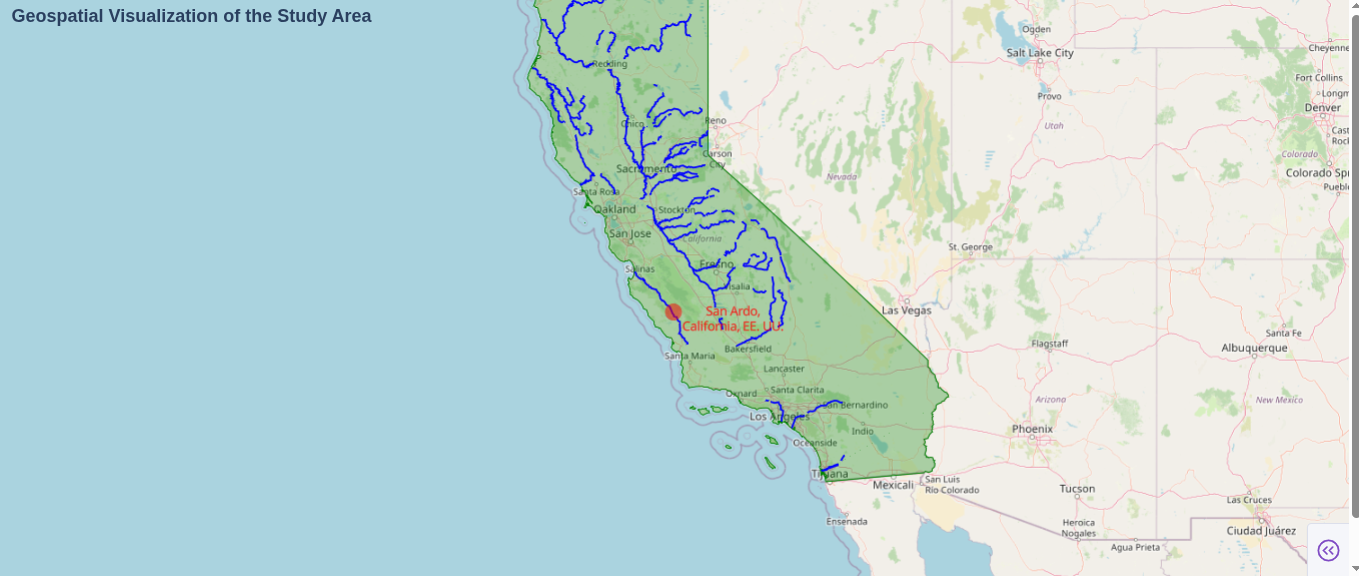 Geospatial Visualization of the Study Area
Ogden
Salt Lake City
Cheyenne
Redding
Fort Collins
Provo
Longm
Denver
Chico
Reno
Utah
Cast
Rock
Carson
City
Colorado
Sacramento
Nevada
Colorado Spr
Pueblo
Santa Rosa
Oakland
Stockton
San Jose
California
St. George
Salinas
Fresno
Visalia
San Ardo,
California, EE. UU.
Las Vegas
Santa Fe
Flagstaff
Albuquerque
Bakersfield
Santa Maria
Lancaster
Santa Clarita
Oxnard
San Bernardino
Arizona
New Mexico
Los Angeles
Indio
Phoenix
Oceanside
Tijuana
Mexicali
San Luis
Río Colorado
Tucson
Las Cruces
Ensenada
Heroica
Nogales
Ciudad Juárez
Agua Prieta